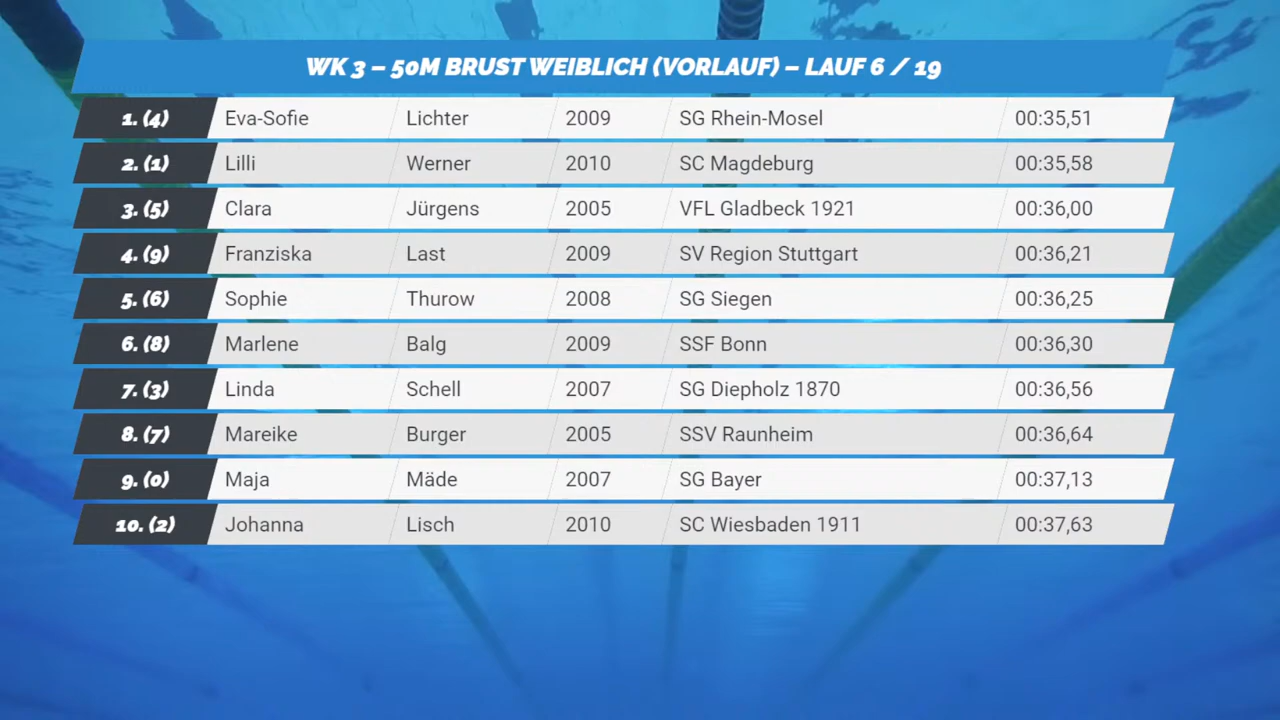 WK 3 – 50M BRUST WEIBLICH (VORLAUF) – LAUF 6 / 19
1. (4) Eva-Sofie Lichter 2009 SG Rhein-Mosel 00:35,51
2. (1) Lilli Werner 2010 SC Magdeburg 00:35,58
3. (5) Clara Jürgens 2005 VFL Gladbeck 1921 00:36,00
4. (9) Franziska Last 2009 SV Region Stuttgart 00:36,21
5. (6) Sophie Thurow 2008 SG Siegen 00:36,25
6. (8) Marlene Balg 2009 SSF Bonn 00:36,30
7. (3) Linda Schell 2007 SG Diepholz 1870 00:36,56
8. (7) Mareike Burger 2005 SSV Raunheim 00:36,64
9. (0) Maja Mäde 2007 SG Bayer 00:37,13
10. (2) Johanna Lisch 2010 SC Wiesbaden 1911 00:37,63